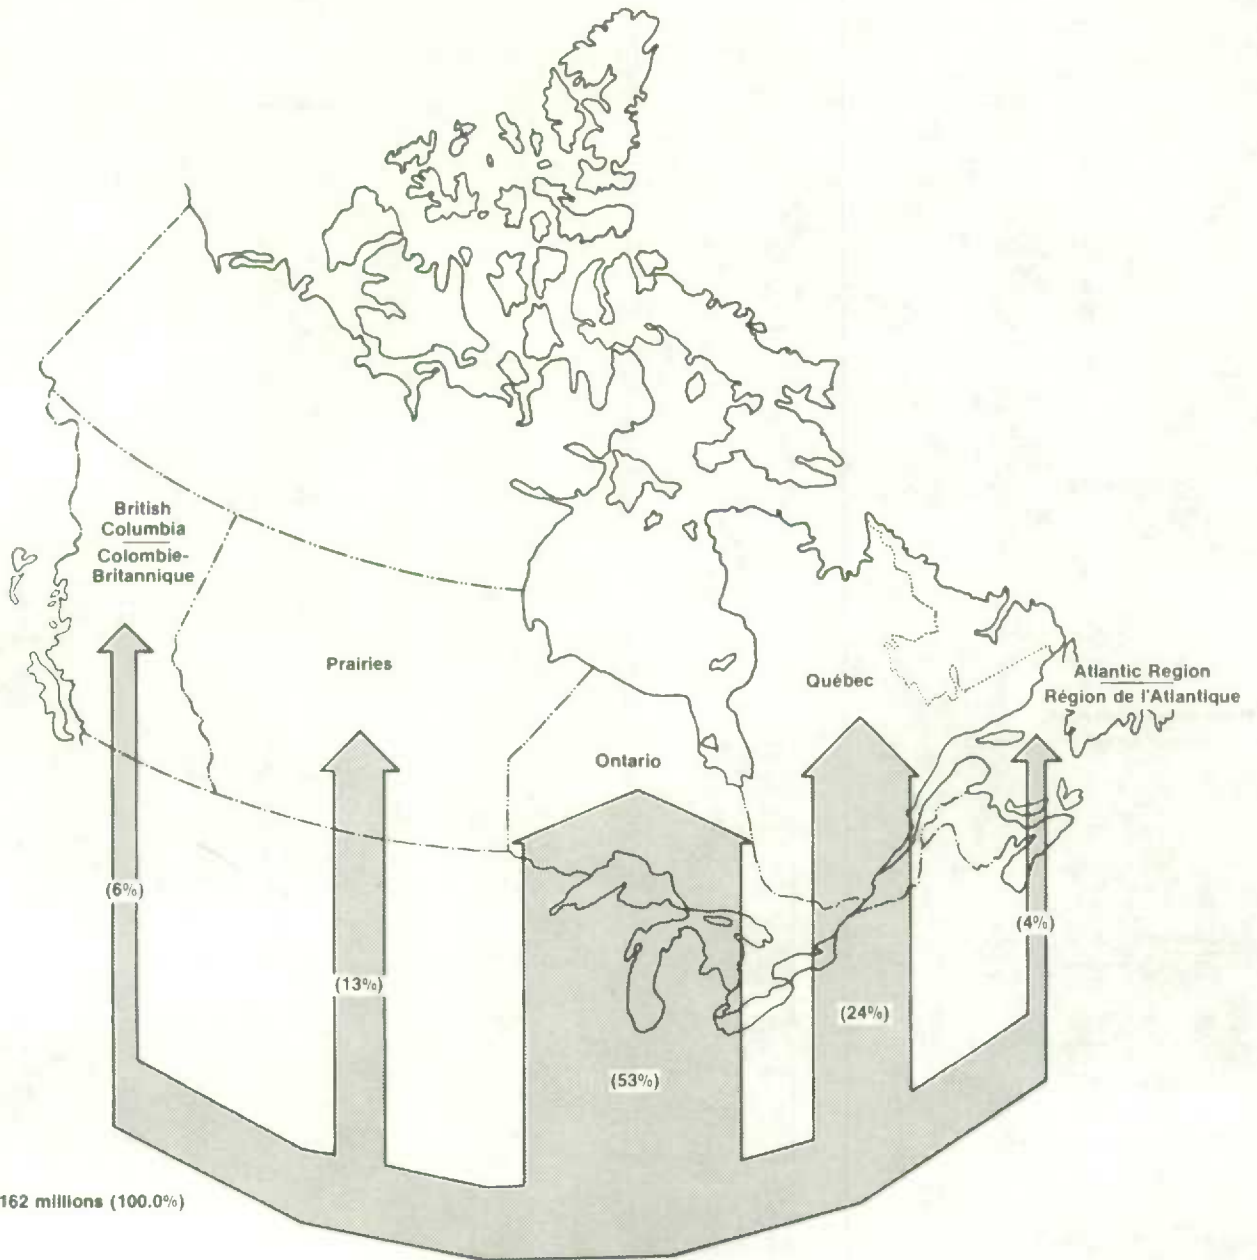 British
Columbia
Colombie-
Britannique
Prairies
Québec
Atlantic Region
Région de l'Atlantique
Ontario
(6%)
(4%)
(13%)
(24%)
(53%)
162 millions (100.0%)